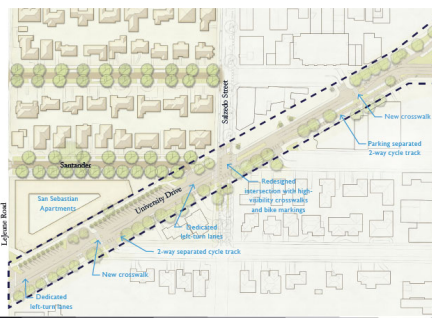 Salzedo Street
New crosswalk
Parking separated
2-way cycle track
Santander
Redesigned
intersection with high-
visibility crosswalks
and bike markings
San Sebastian
Apartments
University Drive
LeJeune Road
Dedicated
left-turn lanes
2-way separated cycle track
New crosswalk
Dedicated
left-turn lanes